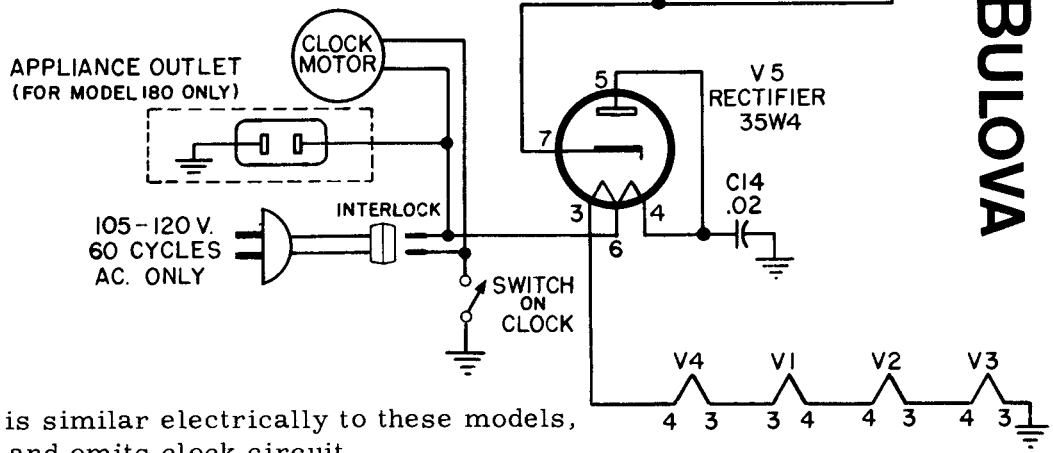 CLOCK
MOTOR
APPLIANCE OUTLET
(FOR MODEL 180 ONLY)
5
V 5
RECTIFIER
35W4
7
BULOVA
C14
.02
3
4
6
INTERLOCK
105-120 V.
60 CYCLES
AC. ONLY
SWITCH
ON
CLOCK
V4
V1
V2
V3
4 3 3 4 4 3 4 3
is similar electrically to these models,
and omits clock circuit